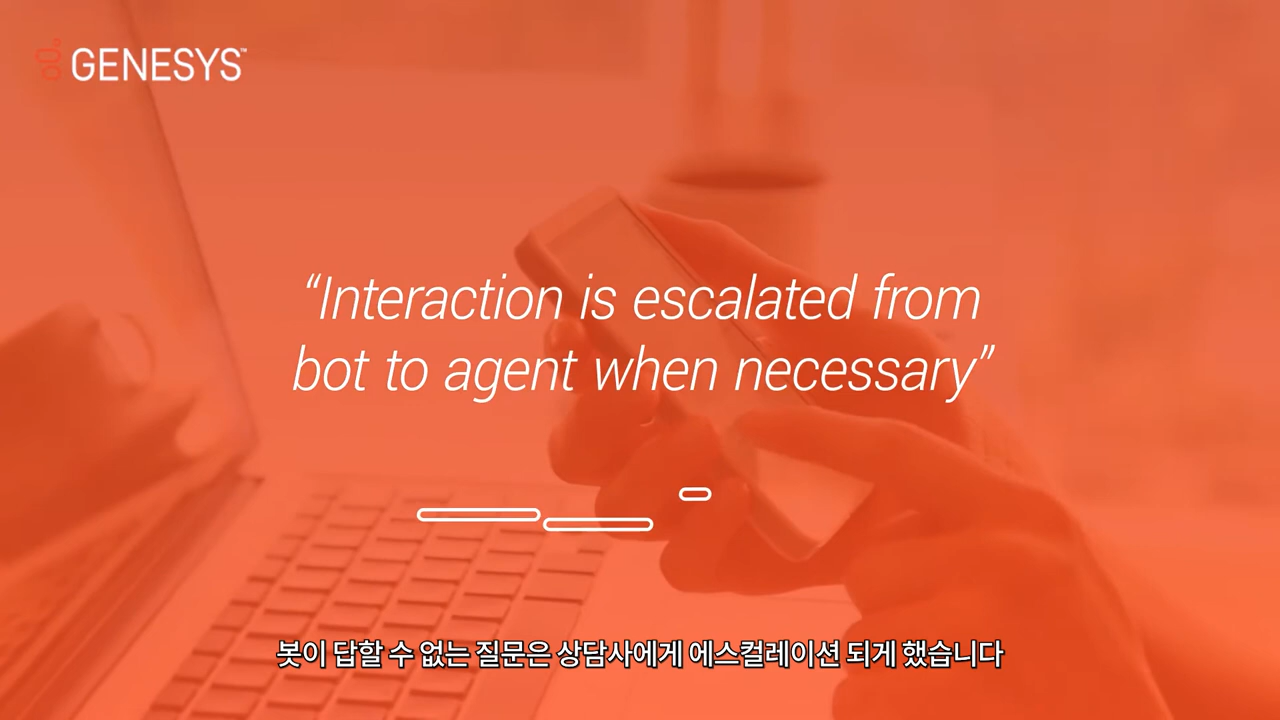 GENESYS™
“Interaction is escalated from
bot to agent when necessary”
봇이 답할 수 없는 질문은 상담사에게 에스컬레이션 되게 했습니다